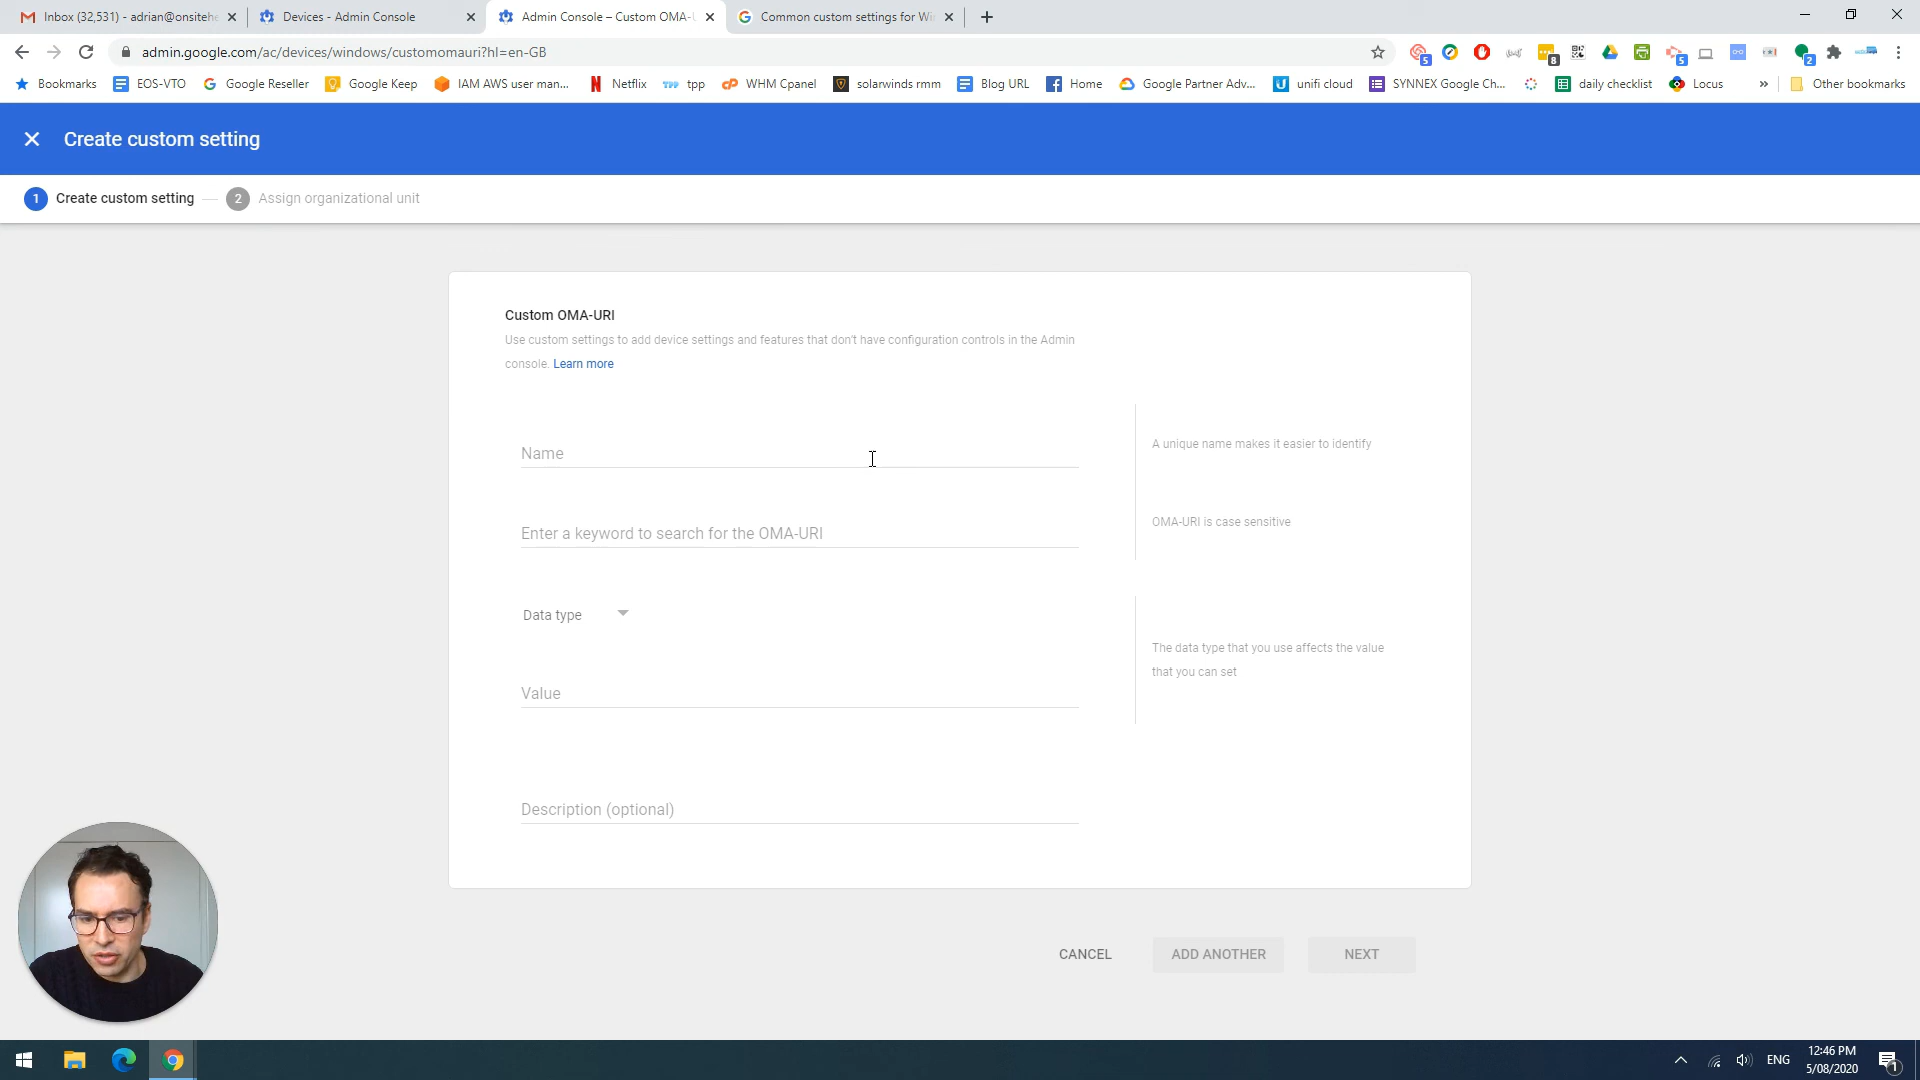 Inbox (32,531) - adrian@onsitehe
Devices - Admin Console
Admin Console – Custom OMA-U
Common custom settings for Wi
admin.google.com/ac/devices/windows/customomauri?hl=en-GB
5
8
5
2
Bookmarks
EOS-VTO
Google Reseller
Google Keep
IAM AWS user man...
Netflix
TPP
tpp
WHM Cpanel
solarwinds rmm
Blog URL
Home
Google Partner Adv...
unifi cloud
SYNNEX Google Ch...
daily checklist
Locus
»
Other bookmarks
Create custom setting
1 Create custom setting
2 Assign organizational unit
Custom OMA-URI
Use custom settings to add device settings and features that don't have configuration controls in the Admin
console. Learn more
Name
A unique name makes it easier to identify
Enter a keyword to search for the OMA-URI
OMA-URI is case sensitive
Data type
The data type that you use affects the value
that you can set
Value
Description (optional)
CANCEL
ADD ANOTHER
NEXT
ENG
12:46 PM
5/08/2020
1